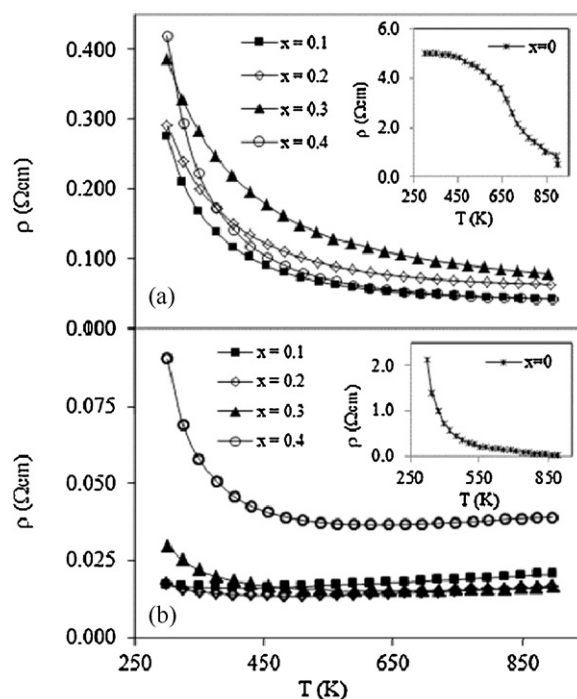 0.400
0.300
0.200
0.100
0.000
ρ (Ωcm)
(a)
x = 0.1
x = 0.2
x = 0.3
x = 0.4
6.0
4.0
2.0
0.0
ρ (Ωcm)
x=0
250 450 650 850
T (K)
0.075
0.050
0.025
0.000
ρ (Ωcm)
(b)
x = 0.1
x = 0.2
x = 0.3
x = 0.4
2.0
1.0
0.0
ρ (Ωcm)
x=0
250 550 850
T (K)
250 450 650 850
T (K)